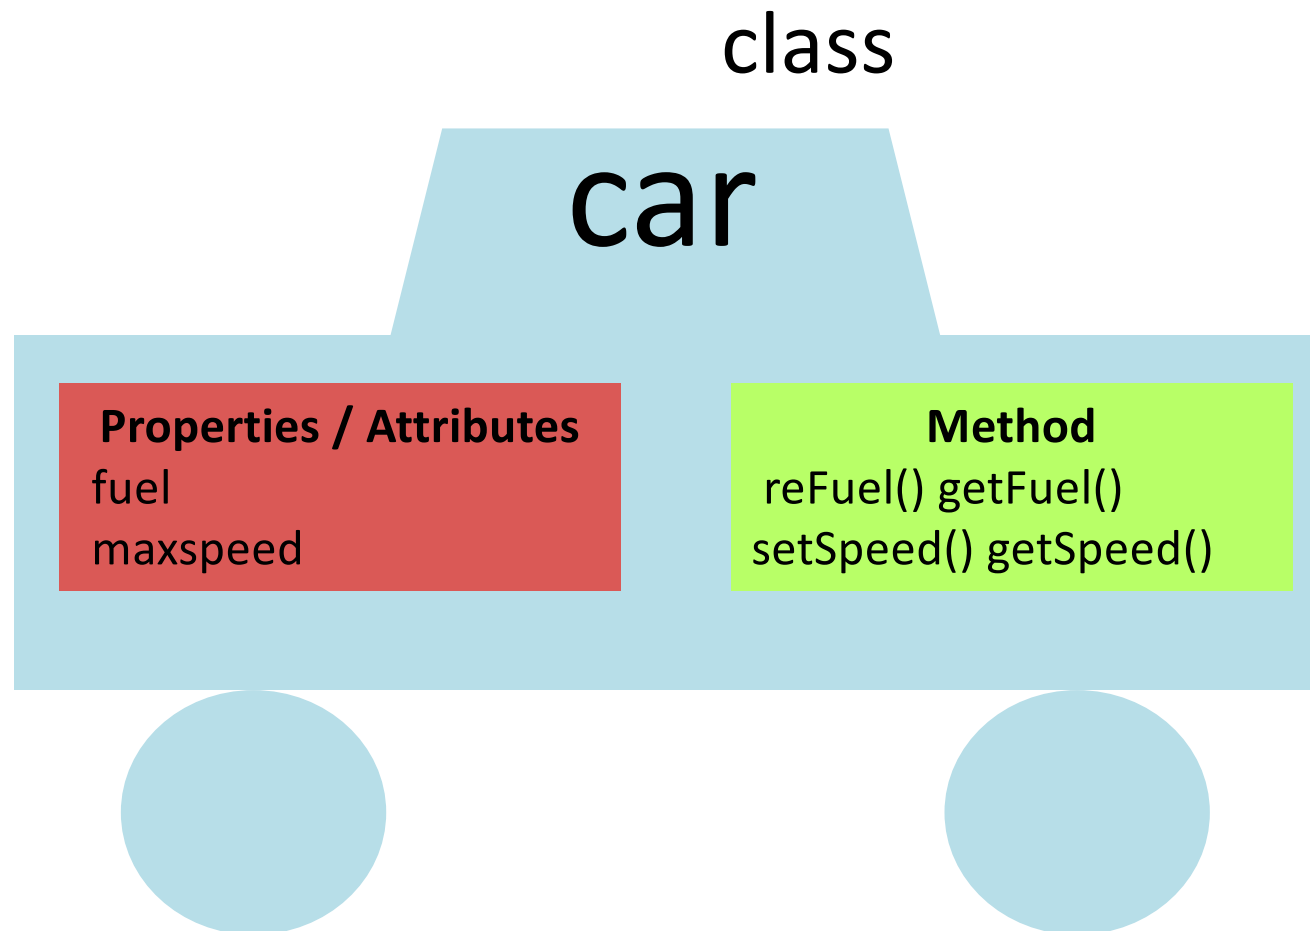 class
car
Properties / Attributes
fuel
maxspeed
Method
reFuel() getFuel()
setSpeed() getSpeed()